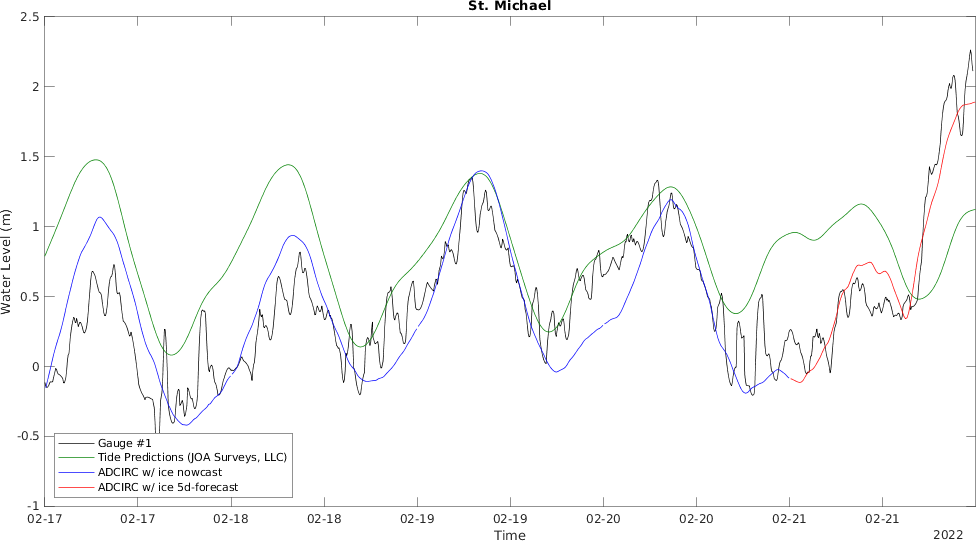 St. Michael
2.5
2
1.5
1
0.5
0
-0.5
-1
Water Level (m)
Gauge #1
Tide Predictions (JOA Surveys, LLC)
ADCIRC w/ ice nowcast
ADCIRC w/ ice 5d-forecast
02-17 02-17 02-18 02-18 02-19 02-19 02-20 02-20 02-21 02-21
Time
2022